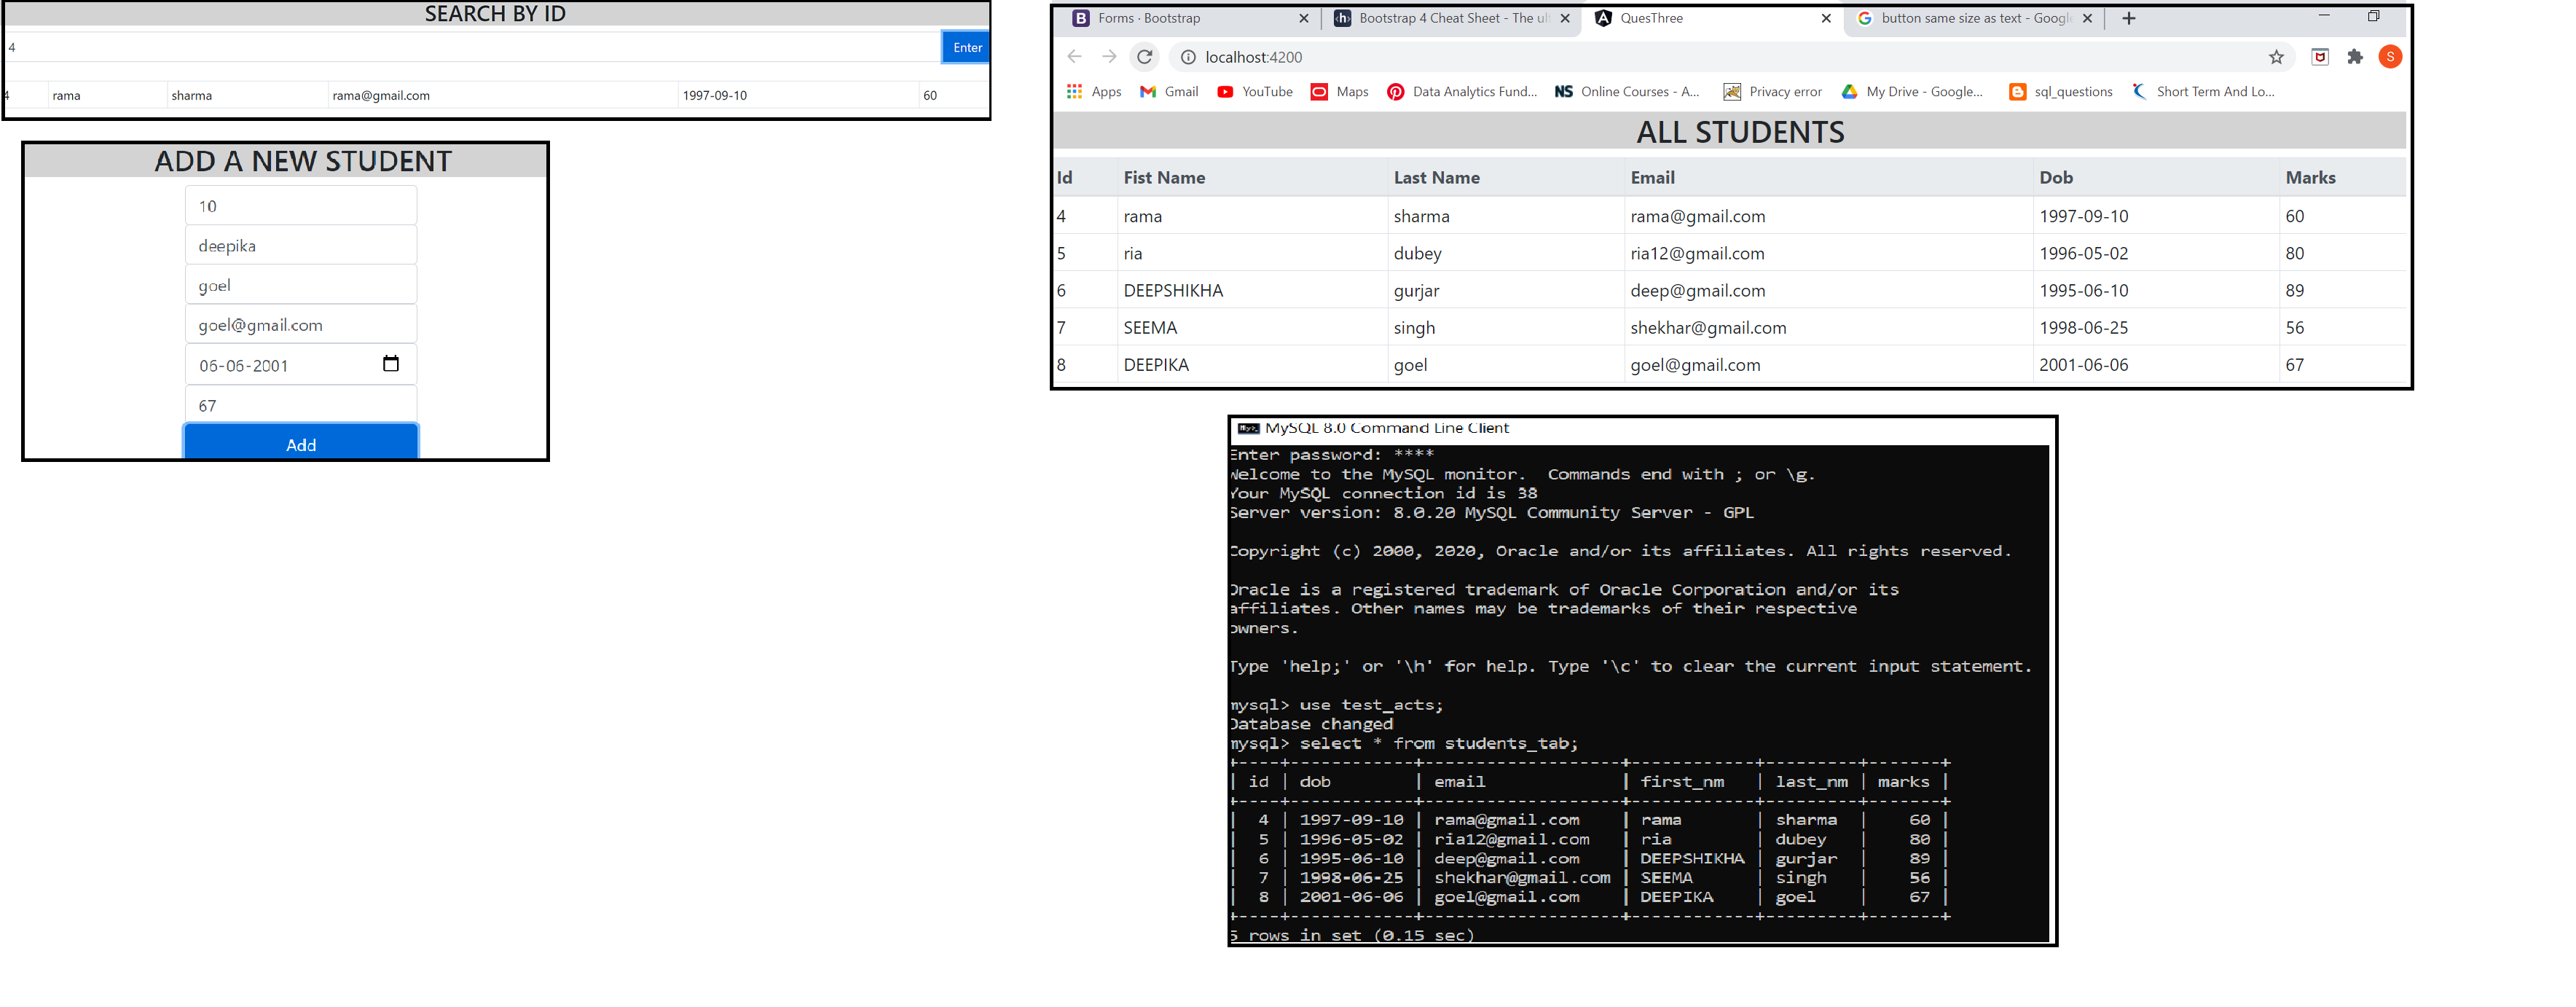 SEARCH BY ID
4
Enter
4 rama sharma rama@gmail.com 1997-09-10 60
ADD A NEW STUDENT
10
deepika
goel
goel@gmail.com
06-06-2001
67
Add
Forms · Bootstrap
Bootstrap 4 Cheat Sheet - The ul
QuesThree
button same size as text - Googl
localhost:4200
S
Apps Gmail YouTube Maps Data Analytics Fund... NS Online Courses - A... Privacy error My Drive - Google... sql_questions Short Term And Lo...
ALL STUDENTS
Id Fist Name Last Name Email Dob Marks
4 rama sharma rama@gmail.com 1997-09-10 60
5 ria dubey ria12@gmail.com 1996-05-02 80
6 DEEPSHIKHA gurjar deep@gmail.com 1995-06-10 89
7 SEEMA singh shekhar@gmail.com 1998-06-25 56
8 DEEPIKA goel goel@gmail.com 2001-06-06 67
MySQL 8.0 Command Line Client
Enter password: ****
Welcome to the MySQL monitor.  Commands end with ; or \g.
Your MySQL connection id is 38
Server version: 8.0.20 MySQL Community Server - GPL
Copyright (c) 2000, 2020, Oracle and/or its affiliates. All rights reserved.
Oracle is a registered trademark of Oracle Corporation and/or its
affiliates. Other names may be trademarks of their respective
owners.
Type 'help;' or '\h' for help. Type '\c' to clear the current input statement.
mysql> use test_acts;
Database changed
mysql> select * from students_tab;
+----+------------+-------------------+------------+---------+-------+
| id | dob        | email             | first_nm   | last_nm | marks |
+----+------------+-------------------+------------+---------+-------+
|  4 | 1997-09-10 | rama@gmail.com    | rama       | sharma  |    60 |
|  5 | 1996-05-02 | ria12@gmail.com   | ria        | dubey   |    80 |
|  6 | 1995-06-10 | deep@gmail.com    | DEEPSHIKHA | gurjar  |    89 |
|  7 | 1998-06-25 | shekhar@gmail.com | SEEMA      | singh   |    56 |
|  8 | 2001-06-06 | goel@gmail.com    | DEEPIKA    | goel    |    67 |
+----+------------+-------------------+------------+---------+-------+
5 rows in set (0.15 sec)